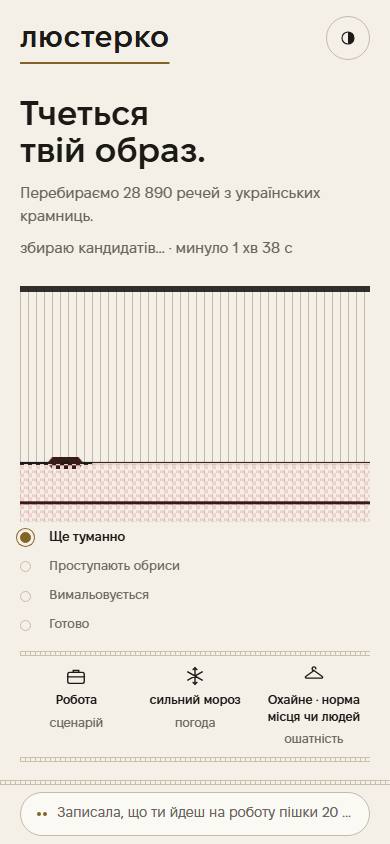 люстерко
Тчеться
твій образ.
Перебираємо 28 890 речей з українських
крамниць.
збираю кандидатів... · минуло 1 хв 38 с
Ще туманно
Проступають обриси
Вимальовується
Готово
Робота
сценарій
сильний мороз
погода
Охайне · норма
місця чи людей
ошатність
Записала, що ти йдеш на роботу пішки 20 ...